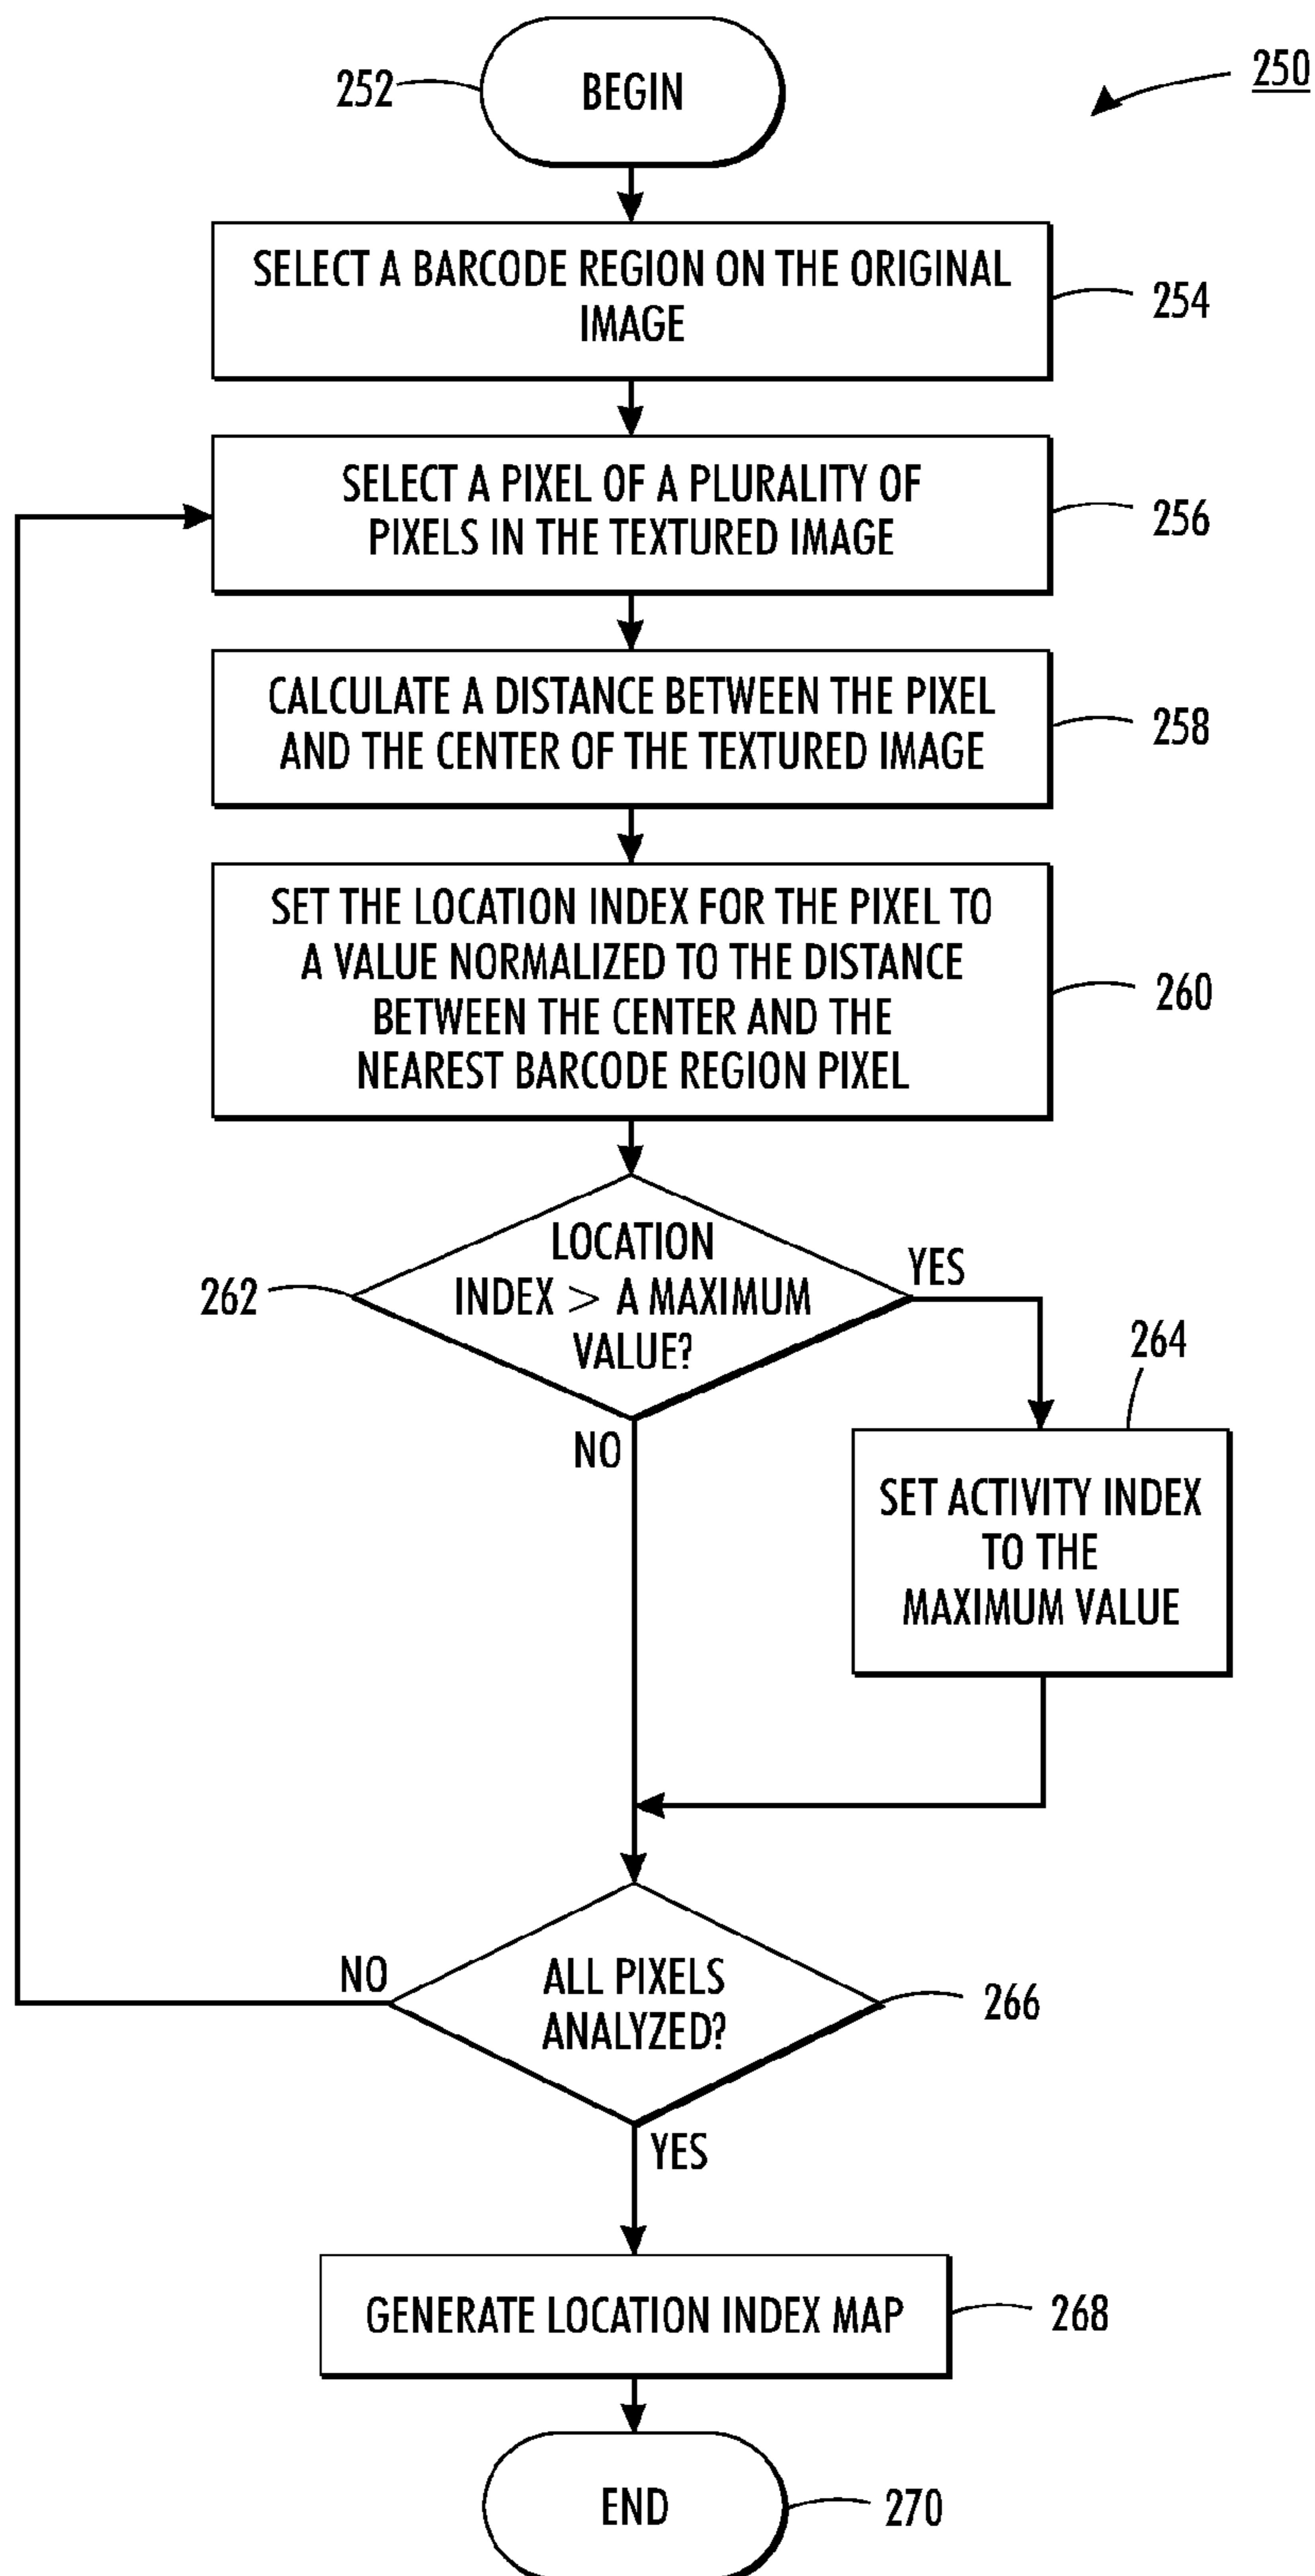 250
252
BEGIN
SELECT A BARCODE REGION ON THE ORIGINAL
IMAGE
254
SELECT A PIXEL OF A PLURALITY OF
PIXELS IN THE TEXTURED IMAGE
256
CALCULATE A DISTANCE BETWEEN THE PIXEL
AND THE CENTER OF THE TEXTURED IMAGE
258
SET THE LOCATION INDEX FOR THE PIXEL TO
A VALUE NORMALIZED TO THE DISTANCE
BETWEEN THE CENTER AND THE
NEAREST BARCODE REGION PIXEL
260
262
LOCATION
INDEX > A MAXIMUM
VALUE?
YES
NO
264
SET ACTIVITY INDEX
TO THE
MAXIMUM VALUE
NO
ALL PIXELS
ANALYZED?
266
YES
GENERATE LOCATION INDEX MAP
268
END
270